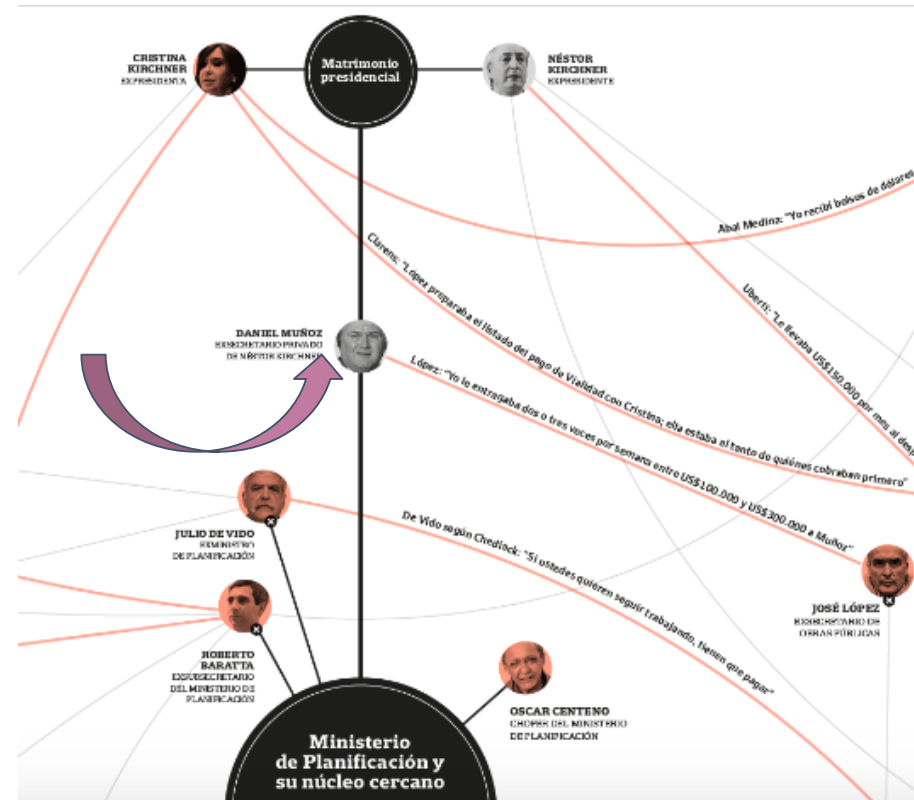 CRISTINA
KIRCHNER
EXPRESIDENTA
Matrimonio
presidencial
NÉSTOR
KIRCHNER
EXPRESIDENTE
Abal Medina: "Yo recibí bolsos de dólares
Clarens: "López preparaba el listado del pago de Vialidad con Cristina; ella estaba al tanto de quiénes cobraban primero"
Uberti: "Le llevaba US$150.000 por mes al desp
DANIEL MUÑOZ
EXSECRETARIO PRIVADO
DE NÉSTOR KIRCHNER
López: "Yo le entregaba dos o tres veces por semana entre US$100.000 y US$300.000 a Muñoz"
JULIO DE VIDO
EXMINISTRO
DE PLANIFICACIÓN
De Vido según Chediack: "Si ustedes quieren seguir trabajando, tienen que pagar"
JOSÉ LÓPEZ
EXSECRETARIO DE
OBRAS PÚBLICAS
ROBERTO
BARATTA
EXSUBSECRETARIO
DEL MINISTERIO DE
PLANIFICACIÓN
OSCAR CENTENO
CHOFER DEL MINISTERIO
DE PLANIFICACIÓN
Ministerio
de Planificación y
su núcleo cercano